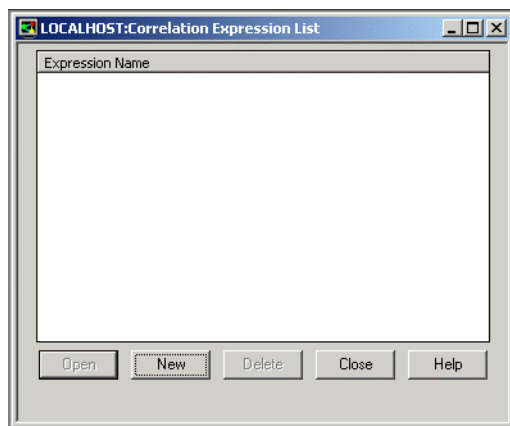 LOCALHOST:Correlation Expression List
Expression Name
Open New Delete Close Help